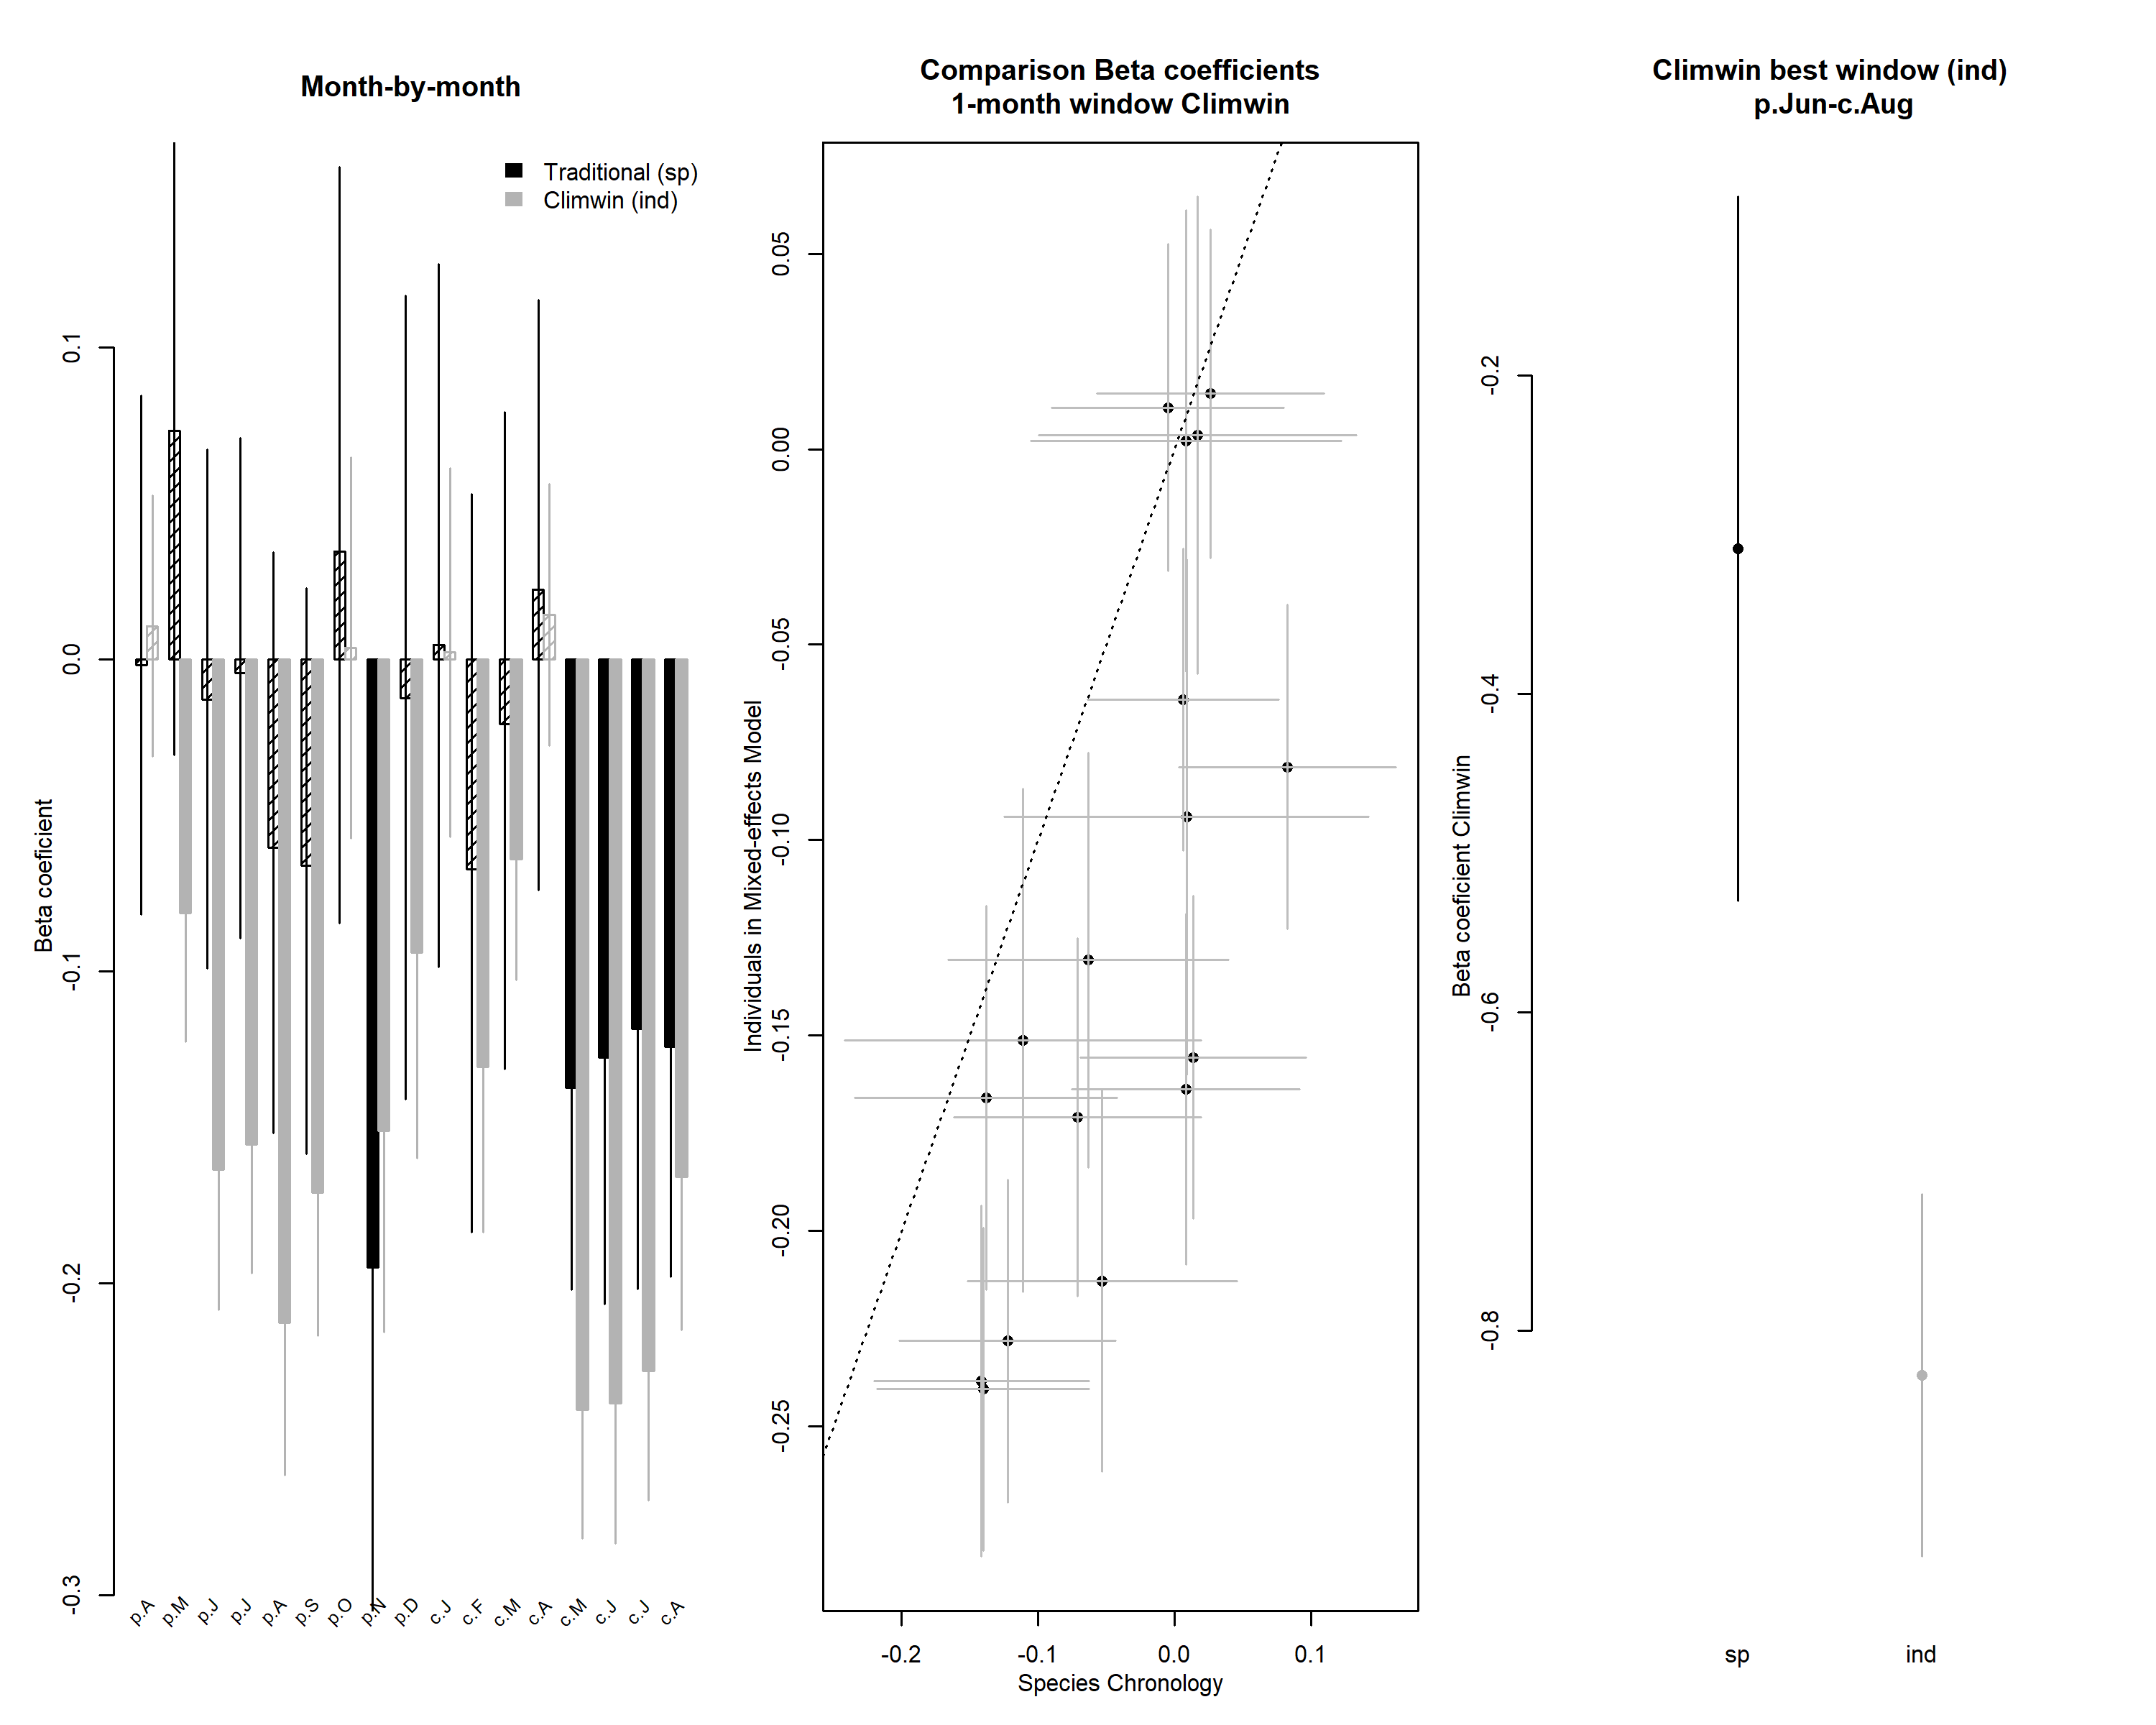 Month-by-month
Traditional (sp)
Climwin (ind)
Beta coeficient
0.1
0.0
-0.1
-0.2
-0.3
p.A
p.M
p.J
p.J
p.A
p.S
p.O
p.N
p.D
c.J
c.F
c.M
c.A
c.M
c.J
c.J
c.A
Comparison Beta coefficients
1-month window Climwin
Individuals in Mixed-effects Model
0.05
0.00
-0.05
-0.10
-0.15
-0.20
-0.25
-0.2
-0.1
0.0
0.1
Species Chronology
Climwin best window (ind)
p.Jun-c.Aug
Beta coeficient Climwin
-0.2
-0.4
-0.6
-0.8
sp
ind